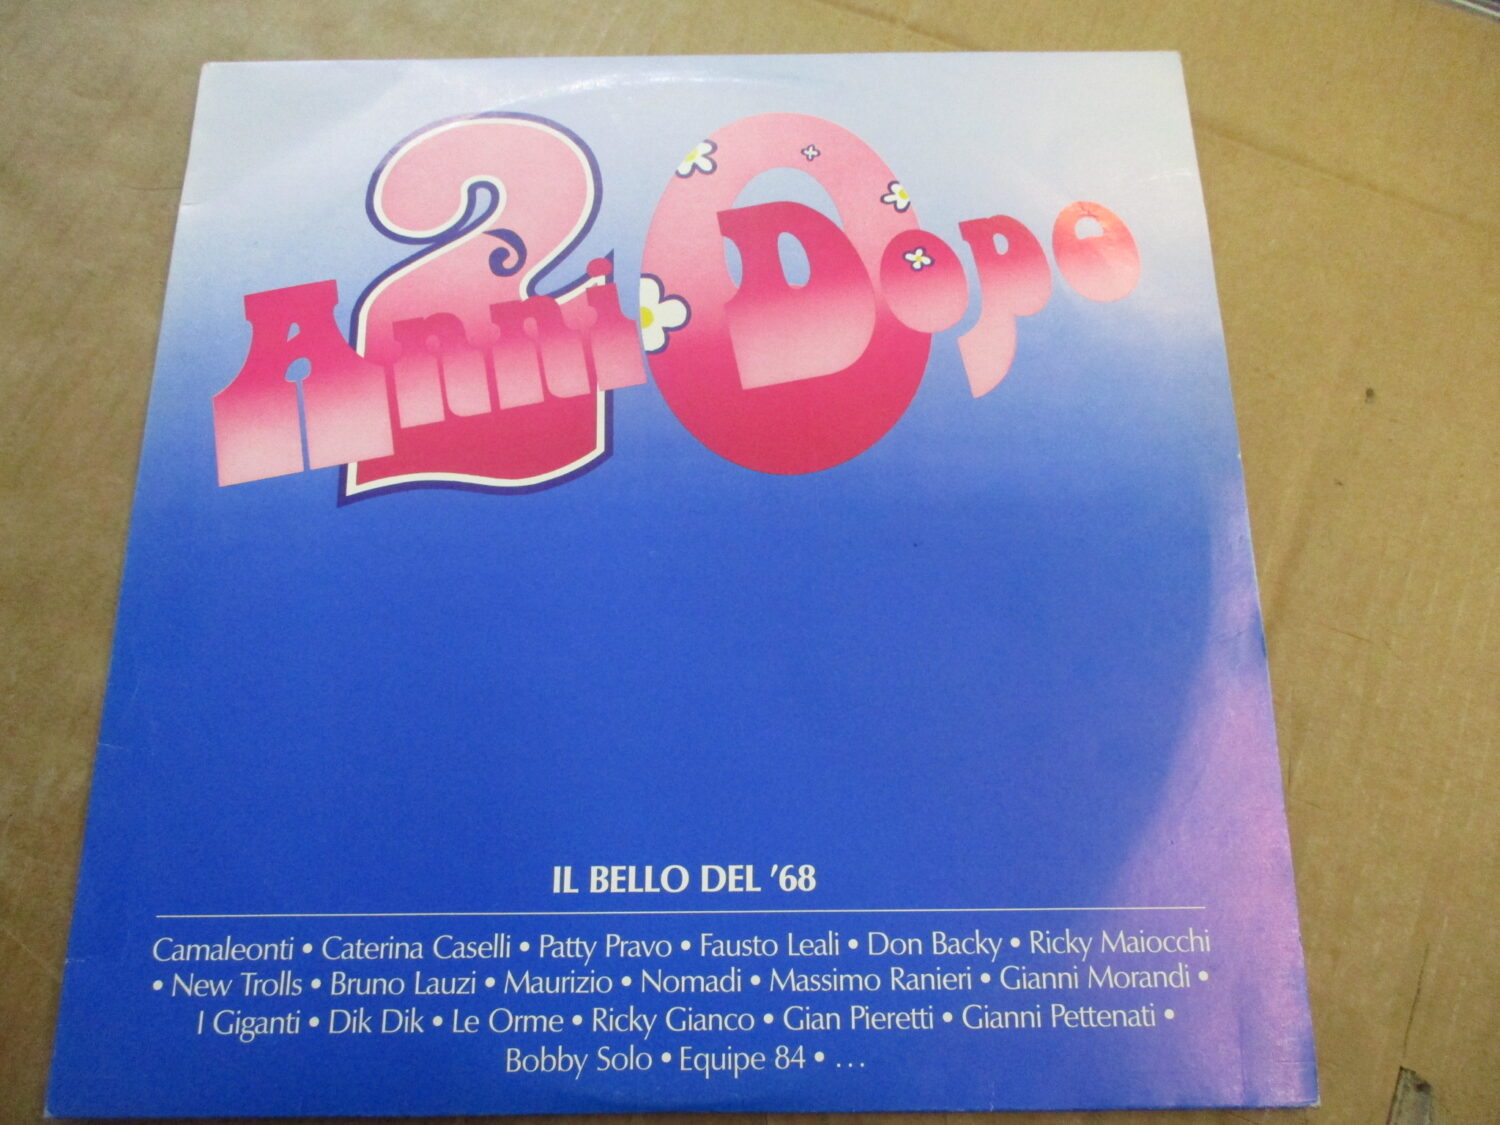 20
Anni Dopo
IL BELLO DEL '68
Camaleonti • Caterina Caselli • Patty Pravo • Fausto Leali • Don Backy • Ricky Maiocchi
• New Trolls • Bruno Lauzi • Maurizio • Nomadi • Massimo Ranieri • Gianni Morandi •
I Giganti • Dik Dik • Le Orme • Ricky Gianco • Gian Pieretti • Gianni Pettenati •
Bobby Solo • Equipe 84 • ...